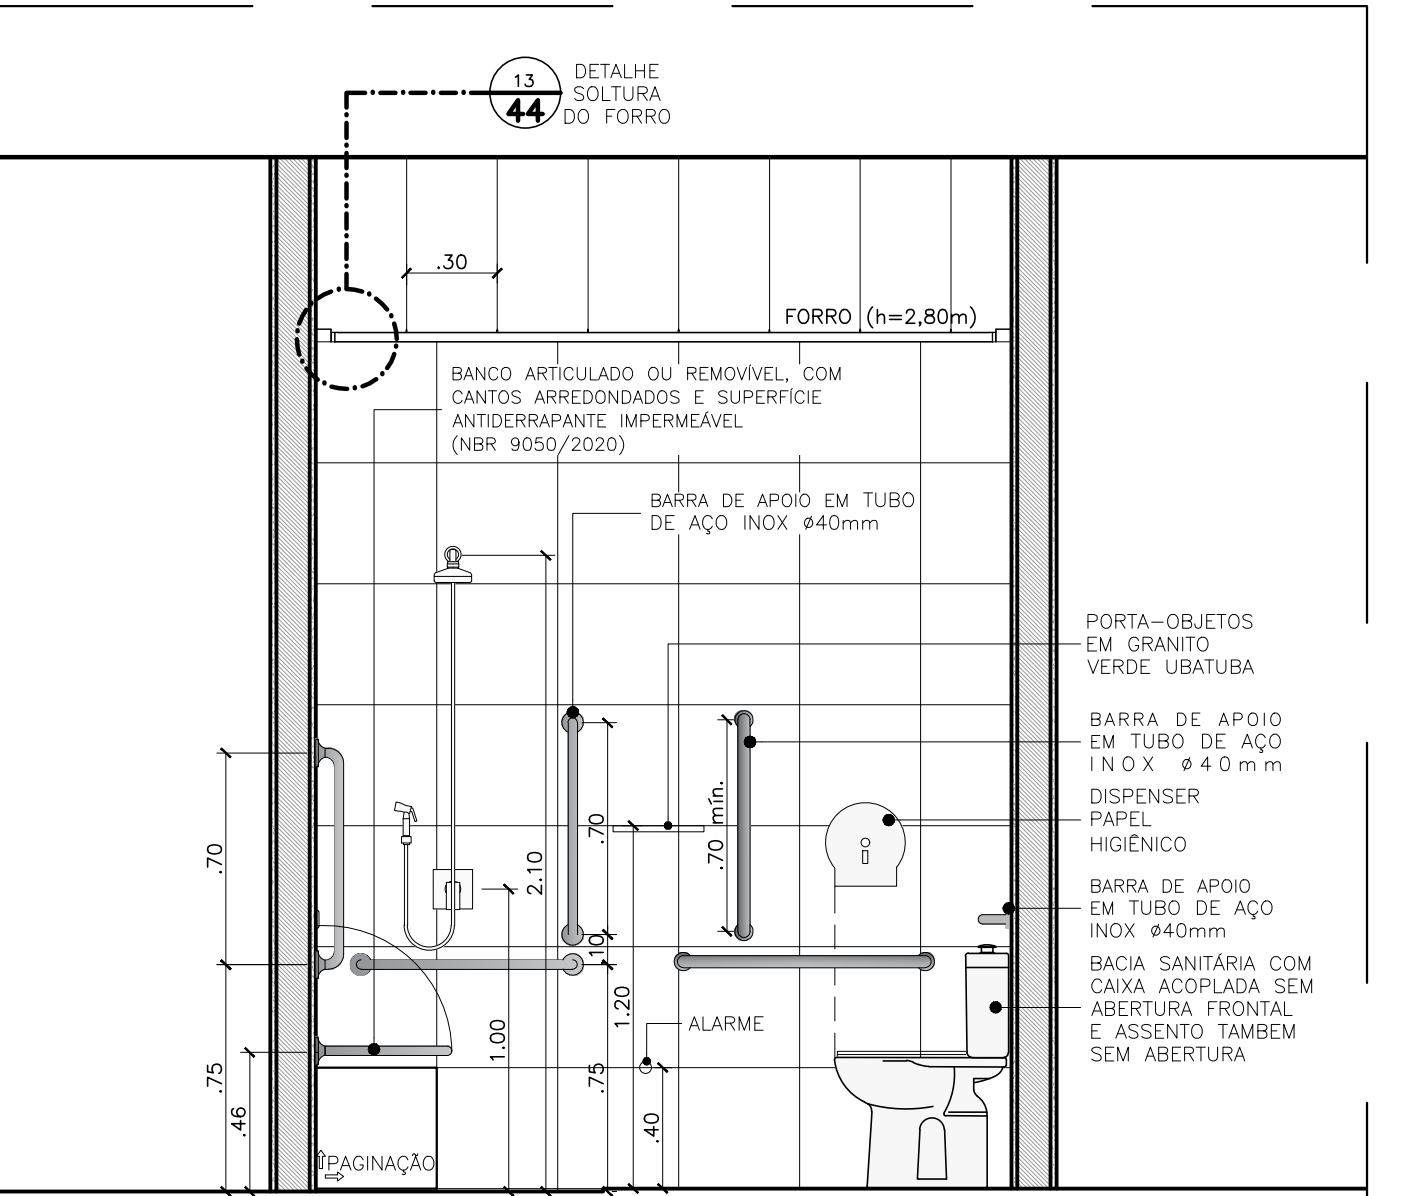 13
44
DETALHE
SOLTURA
DO FORRO
.30
FORRO (h=2,80m)
BANCO ARTICULADO OU REMOVÍVEL, COM
CANTOS ARREDONDADOS E SUPERFÍCIE
ANTIDERRAPANTE IMPERMEÁVEL
(NBR 9050/2020)
BARRA DE APOIO EM TUBO
DE AÇO INOX ø40mm
PORTA-OBJETOS
EM GRANITO
VERDE UBATUBA
BARRA DE APOIO
EM TUBO DE AÇO
INOX ø40mm
DISPENSER
PAPEL
HIGIÊNICO
BARRA DE APOIO
EM TUBO DE AÇO
INOX ø40mm
BACIA SANITÁRIA COM
CAIXA ACOPLADA SEM
ABERTURA FRONTAL
E ASSENTO TAMBEM
SEM ABERTURA
.70
.75
.46
2.10
1.00
.70
.10
.75
1.20
.40
.70 mín.
ALARME
PAGINAÇÃO